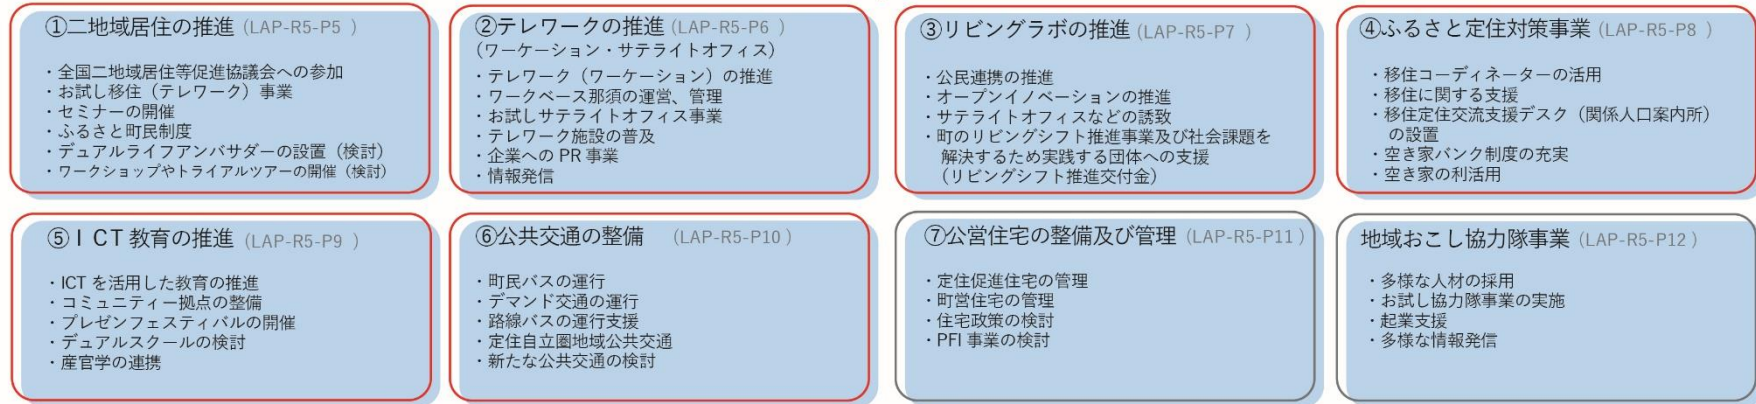 ①二地域居住の推進 (LAP-R5-P5 )
・全国二地域居住等促進協議会への参加
・お試し移住（テレワーク）事業
・セミナーの開催
・ふるさと町民制度
・デュアルライフアンバサダーの設置（検討）
・ワークショップやトライアルツアーの開催（検討）
②テレワークの推進 (LAP-R5-P6 )
（ワーケーション・サテライトオフィス）
・テレワーク（ワーケーション）の推進
・ワークベース那須の運営、管理
・お試しサテライトオフィス事業
・テレワーク施設の普及
・企業への PR 事業
・情報発信
③リビングラボの推進 (LAP-R5-P7 )
・公民連携の推進
・オープンイノベーションの推進
・サテライトオフィスなどの誘致
・町のリビングシフト推進事業及び社会課題を
解決するため実践する団体への支援
（リビングシフト推進交付金）
④ふるさと定住対策事業 (LAP-R5-P8 )
・移住コーディネーターの活用
・移住に関する支援
・移住定住交流支援デスク（関係人口案内所）
の設置
・空き家バンク制度の充実
・空き家の利活用
⑤ＩCT 教育の推進 (LAP-R5-P9 )
・ICT を活用した教育の推進
・コミュニティー拠点の整備
・プレゼンフェスティバルの開催
・デュアルスクールの検討
・産官学の連携
⑥公共交通の整備 (LAP-R5-P10 )
・町民バスの運行
・デマンド交通の運行
・路線バスの運行支援
・定住自立圏地域公共交通
・新たな公共交通の検討
⑦公営住宅の整備及び管理 (LAP-R5-P11 )
・定住促進住宅の管理
・町営住宅の管理
・住宅政策の検討
・PFI 事業の検討
地域おこし協力隊事業 (LAP-R5-P12 )
・多様な人材の採用
・お試し協力隊事業の実施
・起業支援
・多様な情報発信